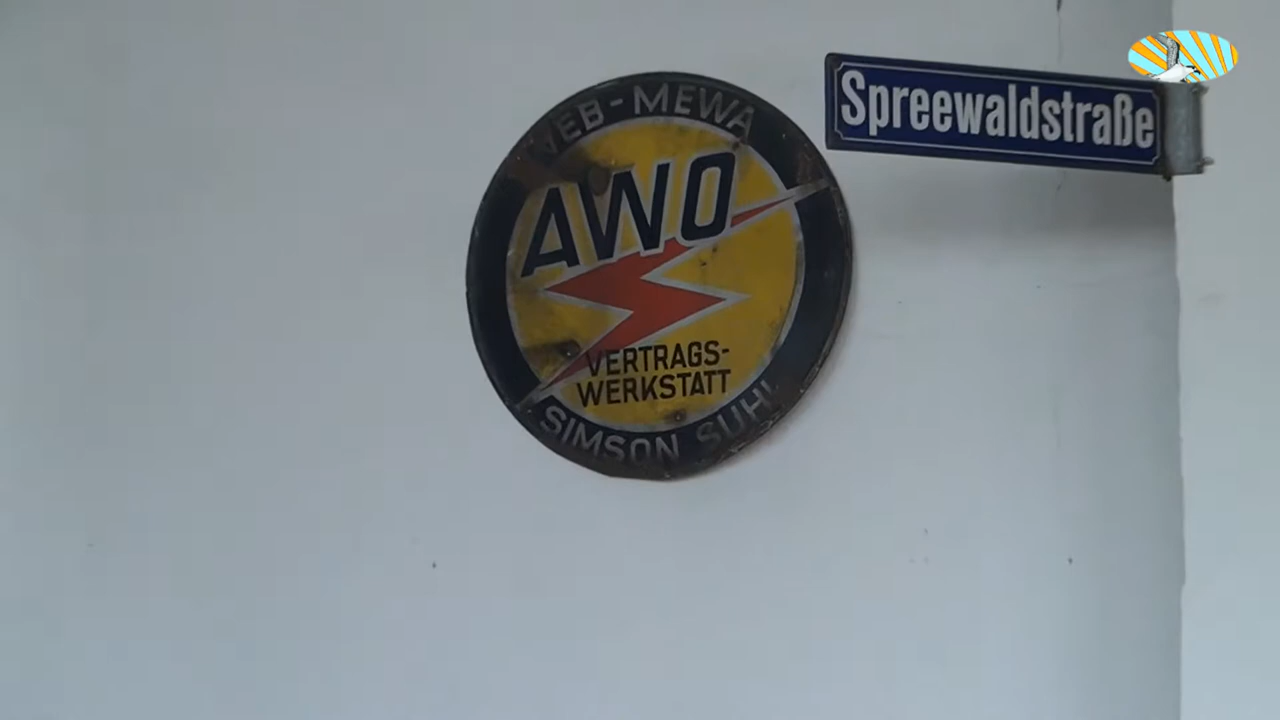 VEB-MEWA
AWO
VERTRAGS-
WERKSTATT
SIMSON SUHL
Spreewaldstraße